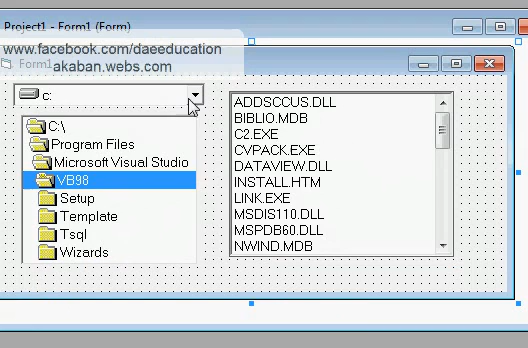 Project1 - Form1 (Form)
www.facebook.com/daeeducation
Form1
akaban.webs.com
c:
C:\
Program Files
Microsoft Visual Studio
VB98
Setup
Template
Tsql
Wizards
ADDSCCUS.DLL
BIBLIO.MDB
C2.EXE
CVPACK.EXE
DATAVIEW.DLL
INSTALL.HTM
LINK.EXE
MSDIS110.DLL
MSPDB60.DLL
NWIND.MDB